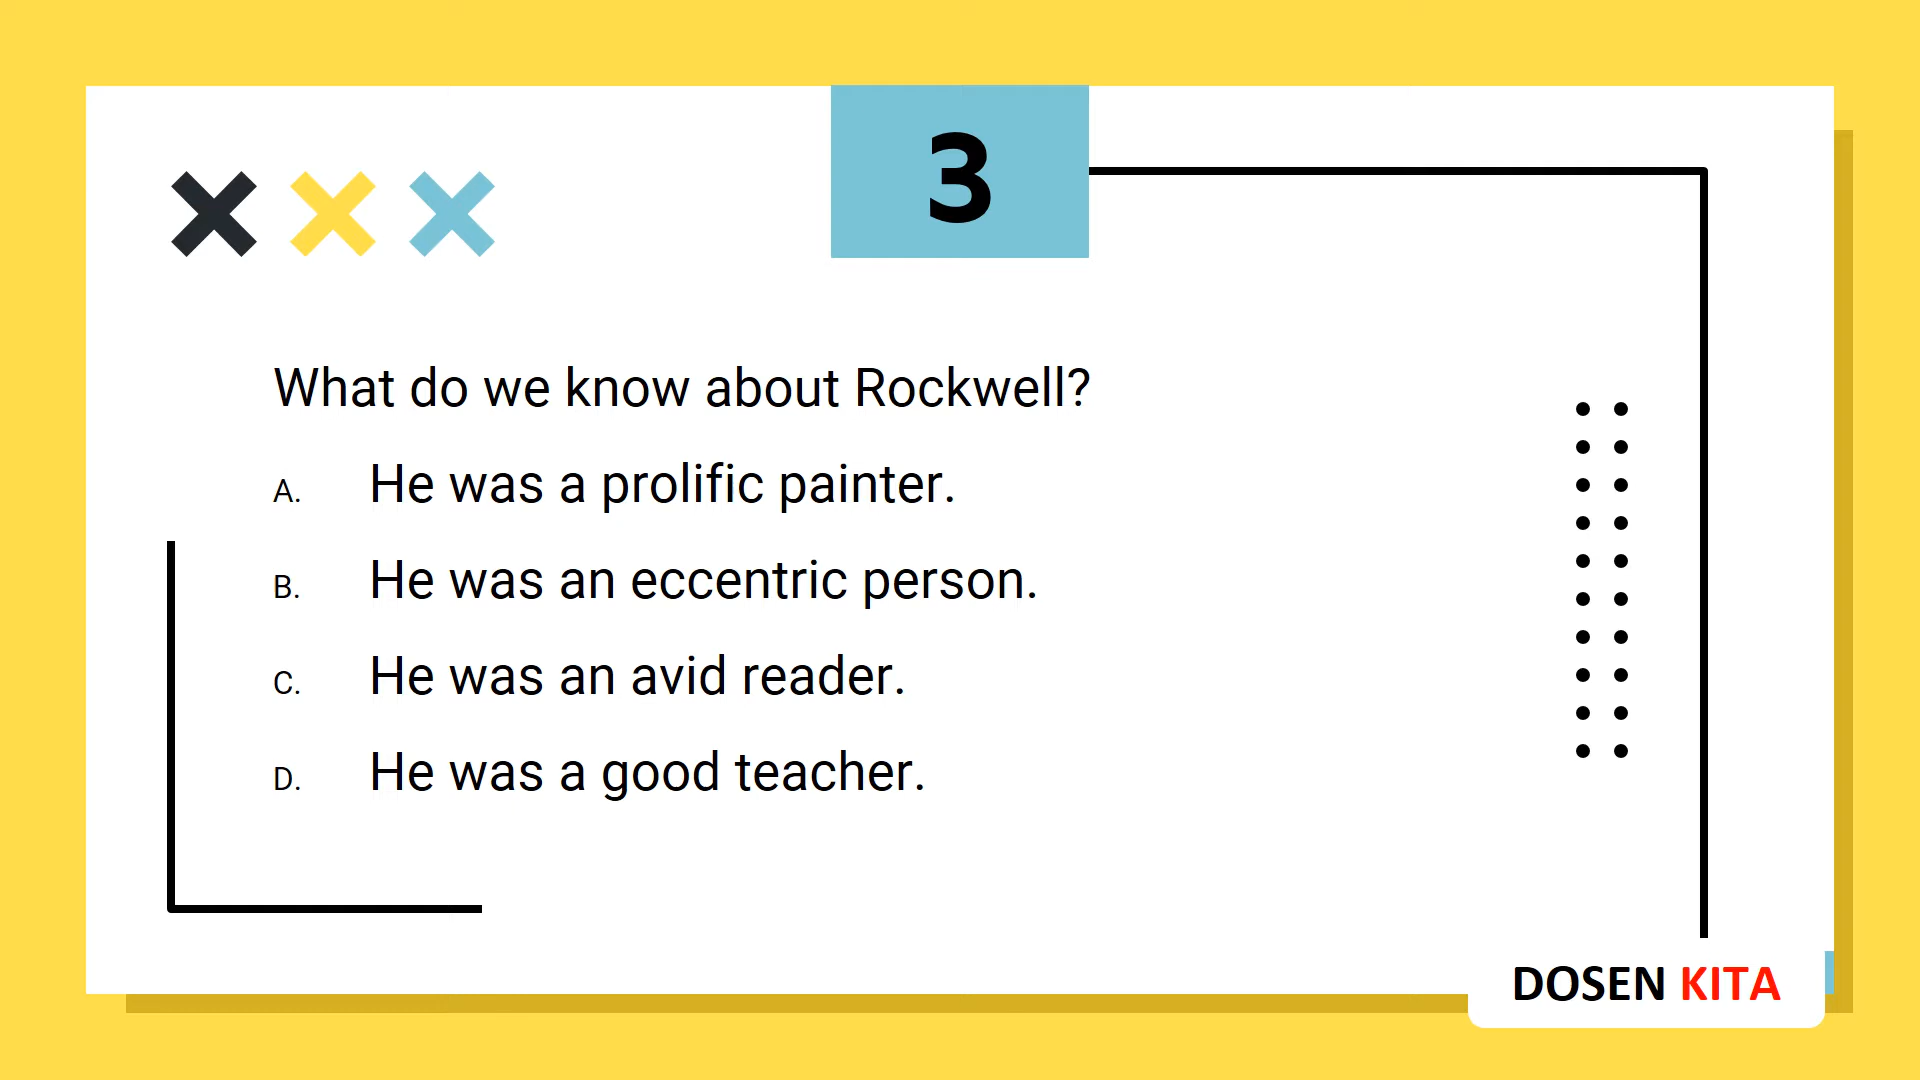 3
What do we know about Rockwell?
A. He was a prolific painter.
B. He was an eccentric person.
C. He was an avid reader.
D. He was a good teacher.
DOSEN KITA